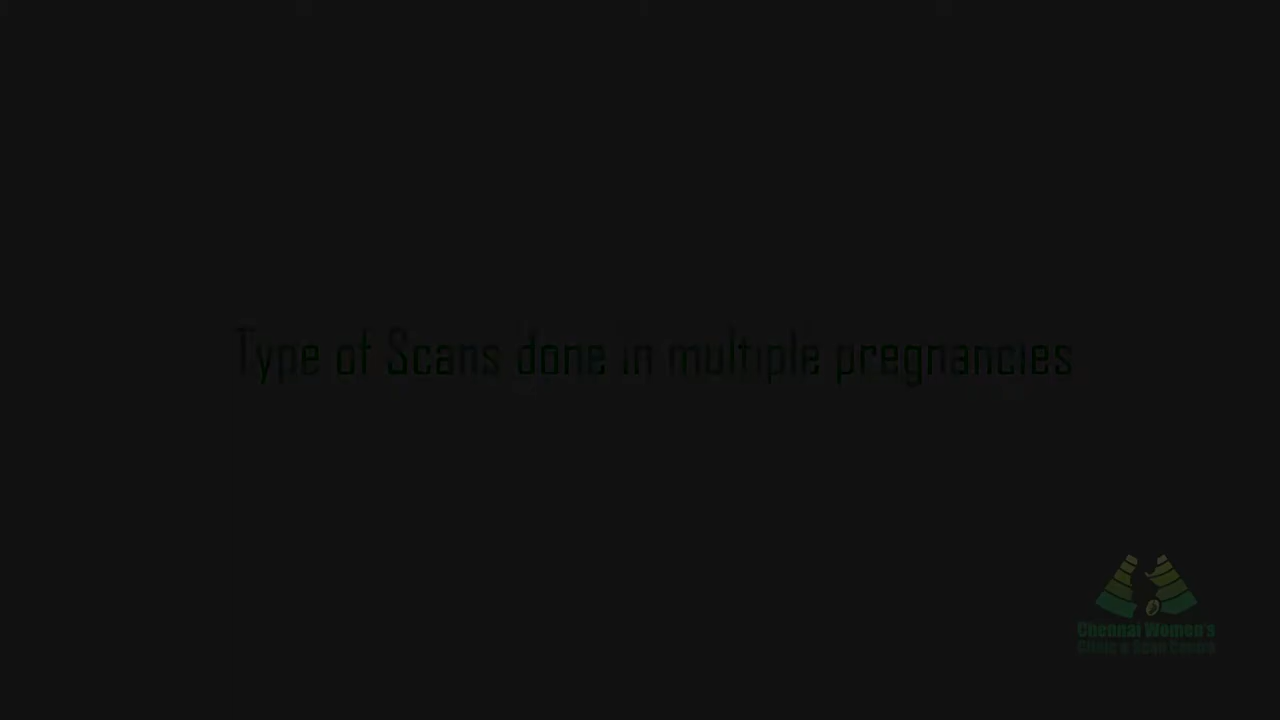 Type of Scans done in multiple pregnancies
Chennai Women's
Clinic & Scan Centre